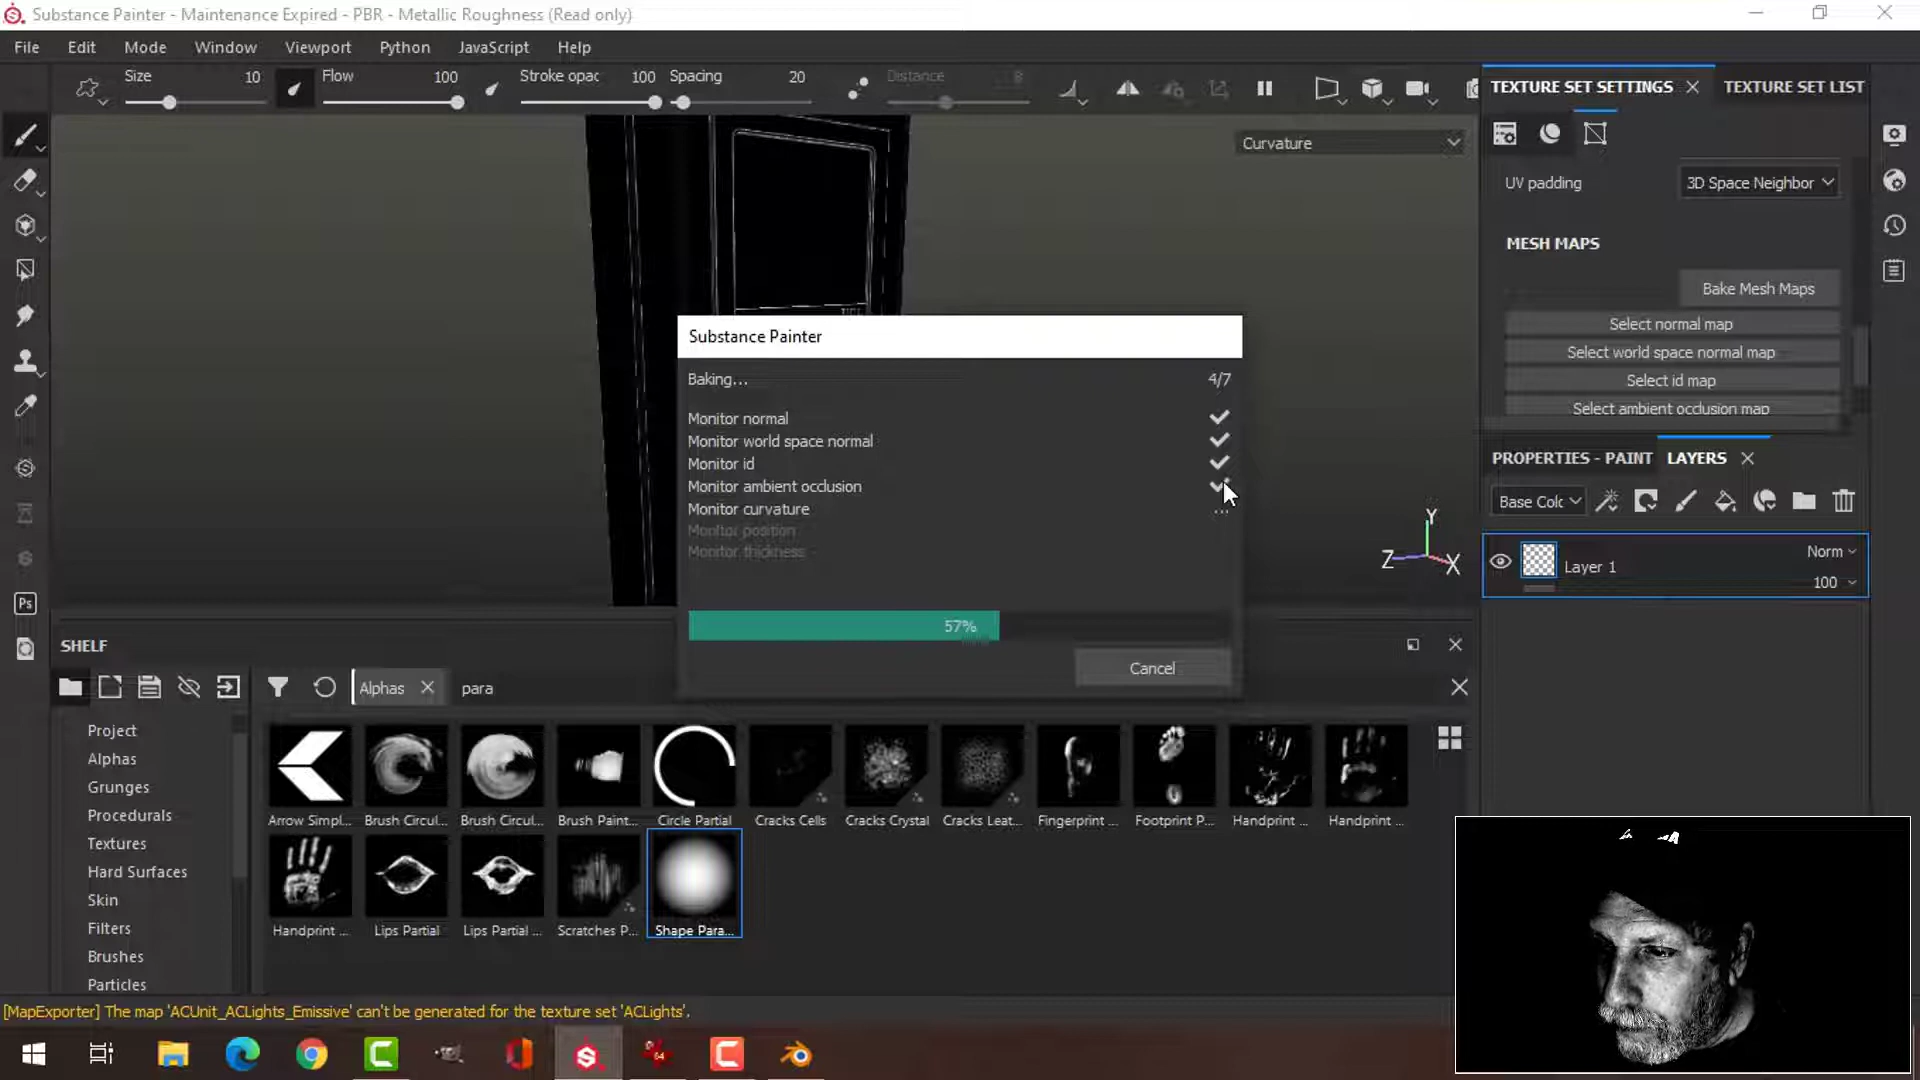 Substance Painter - Maintenance Expired - PBR - Metallic Roughness (Read only)
File Edit Mode Window Viewport Python JavaScript Help
Size 10 Flow 100 Stroke opac 100 Spacing 20 Distance 8
TEXTURE SET SETTINGS TEXTURE SET LIST
Curvature
UV padding 3D Space Neighbor
MESH MAPS
Bake Mesh Maps
Select normal map
Select world space normal map
Select id map
Select ambient occlusion map
Substance Painter
Baking... 4/7
Monitor normal
Monitor world space normal
Monitor id
Monitor ambient occlusion
Monitor curvature ...
Monitor position
Monitor thickness
57%
Cancel
Y
Z X
PROPERTIES - PAINT LAYERS
Base Colc
Norm
Layer 1
100
Ps
SHELF
Alphas para
Project
Alphas
Grunges
Procedurals
Textures
Hard Surfaces
Skin
Filters
Brushes
Particles
Arrow Simpl... Brush Circul... Brush Circul... Brush Paint... Circle Partial Cracks Cells Cracks Crystal Cracks Leat... Fingerprint ... Footprint P... Handprint ... Handprint ...
Handprint ... Lips Partial Lips Partial ... Scratches P... Shape Para...
[MapExporter] The map 'ACUnit_ACLights_Emissive' can't be generated for the texture set 'ACLights'.
64